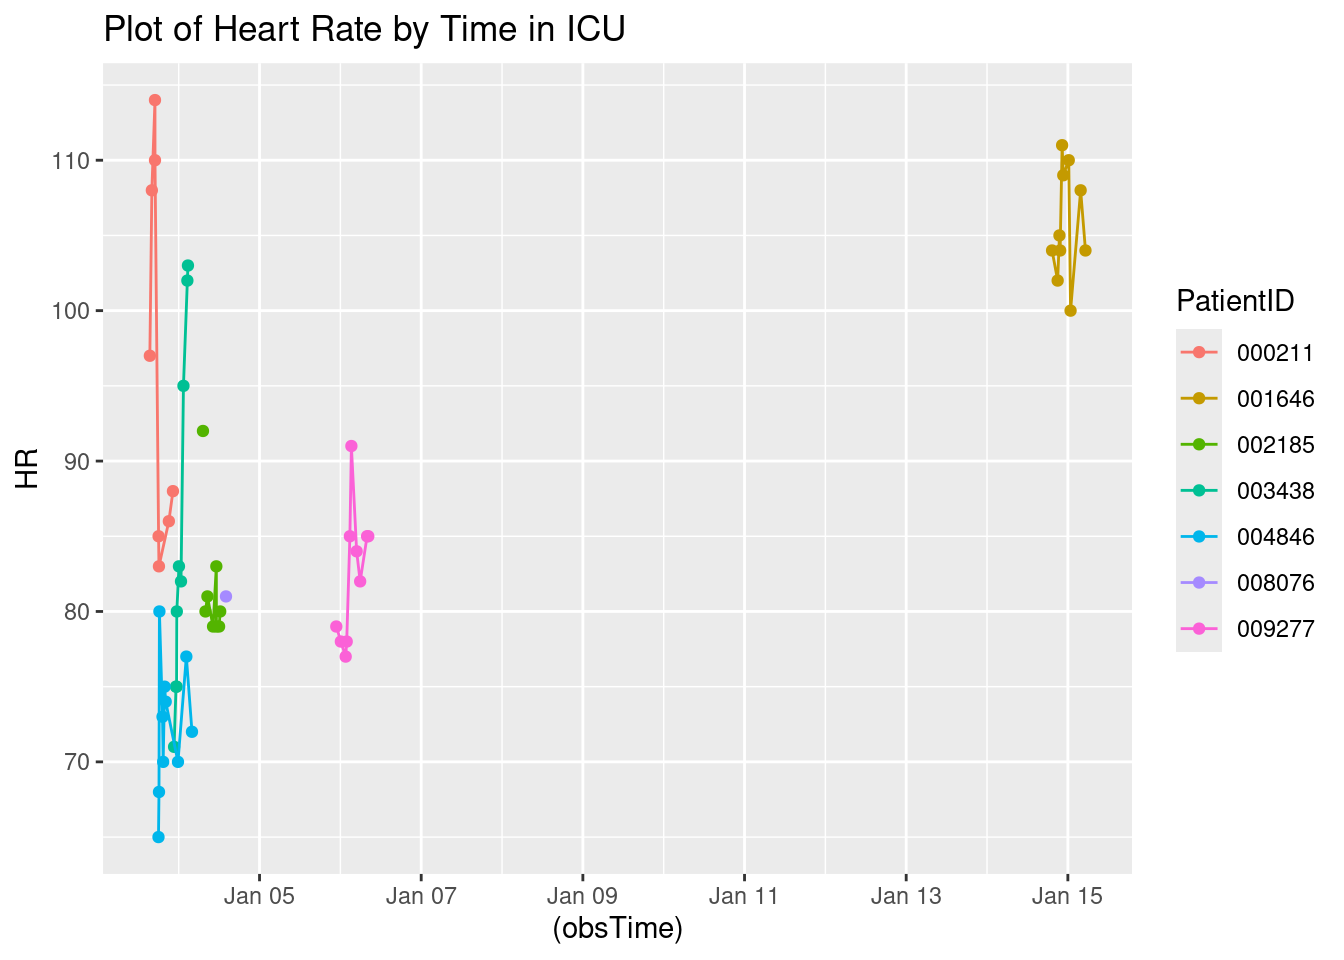 Plot of Heart Rate by Time in ICU
HR
110
100
90
80
70
Jan 05 Jan 07 Jan 09 Jan 11 Jan 13 Jan 15
(obsTime)
PatientID
000211
001646
002185
003438
004846
008076
009277